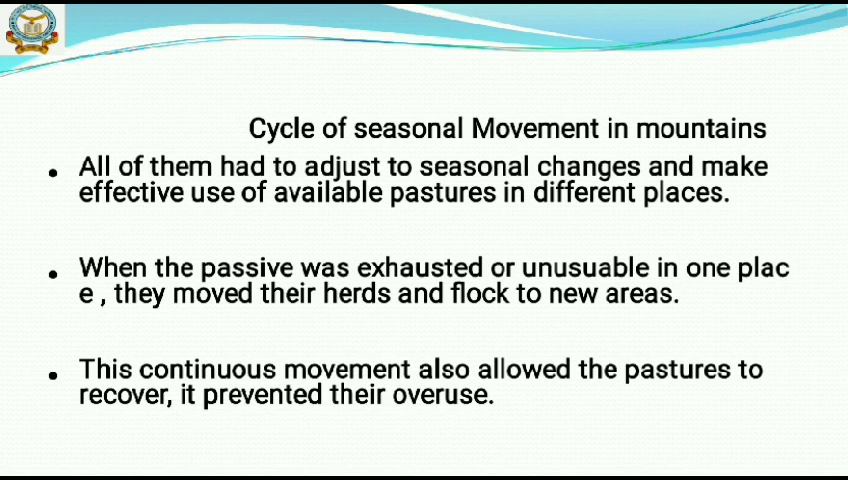 Cycle of seasonal Movement in mountains
• All of them had to adjust to seasonal changes and make
effective use of available pastures in different places.
• When the passive was exhausted or unusuable in one plac
e , they moved their herds and flock to new areas.
• This continuous movement also allowed the pastures to
recover, it prevented their overuse.